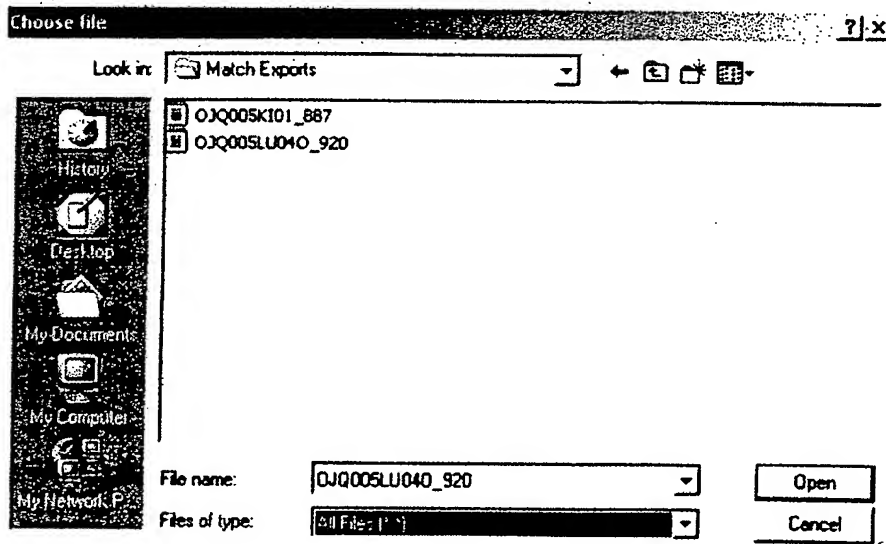 Choose file
Look in: Match Exports
OJQ005KI01_887
OJQ005LU04O_920
History
Desktop
My Documents
My Computer
My Network P...
File name: OJQ005LU04O_920 Open
Files of type: All Files (*.*) Cancel